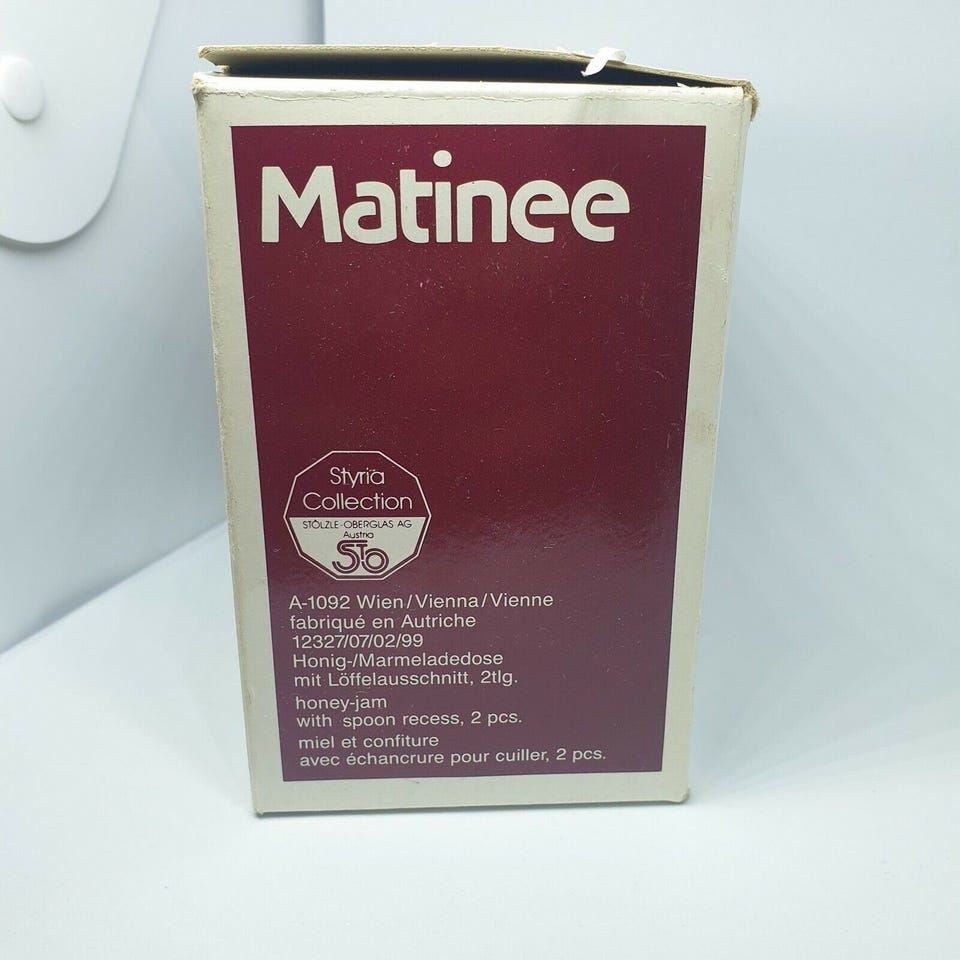 Matinee
Styria
Collection
STÖLZLE-OBERGLAS AG
Austria
STO
A-1092 Wien/Vienna/Vienne
fabriqué en Autriche
12327/07/02/99
Honig-/Marmeladedose
mit Löffelausschnitt, 2tlg.
honey-jam
with spoon recess, 2 pcs.
miel et confiture
avec échancrure pour cuiller, 2 pcs.